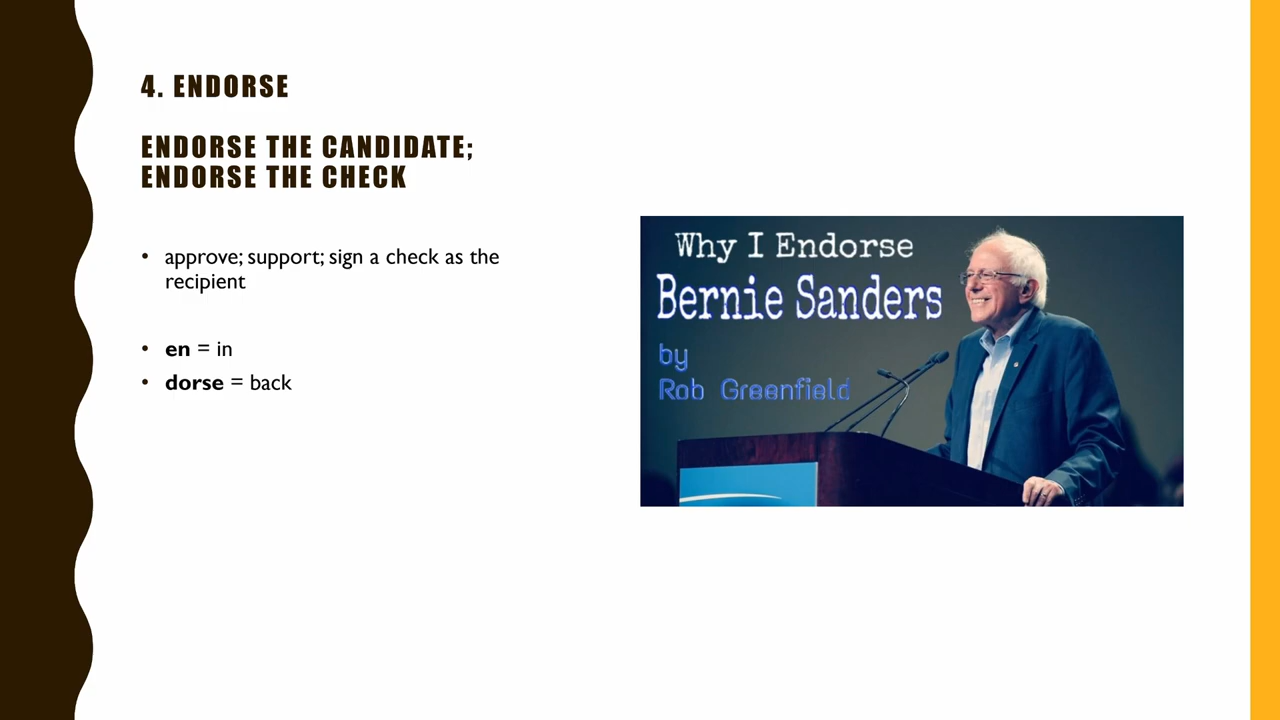 4. ENDORSE
ENDORSE THE CANDIDATE;
ENDORSE THE CHECK
• approve; support; sign a check as the
recipient
• en = in
• dorse = back
Why I Endorse
Bernie Sanders
by
Rob Greenfield